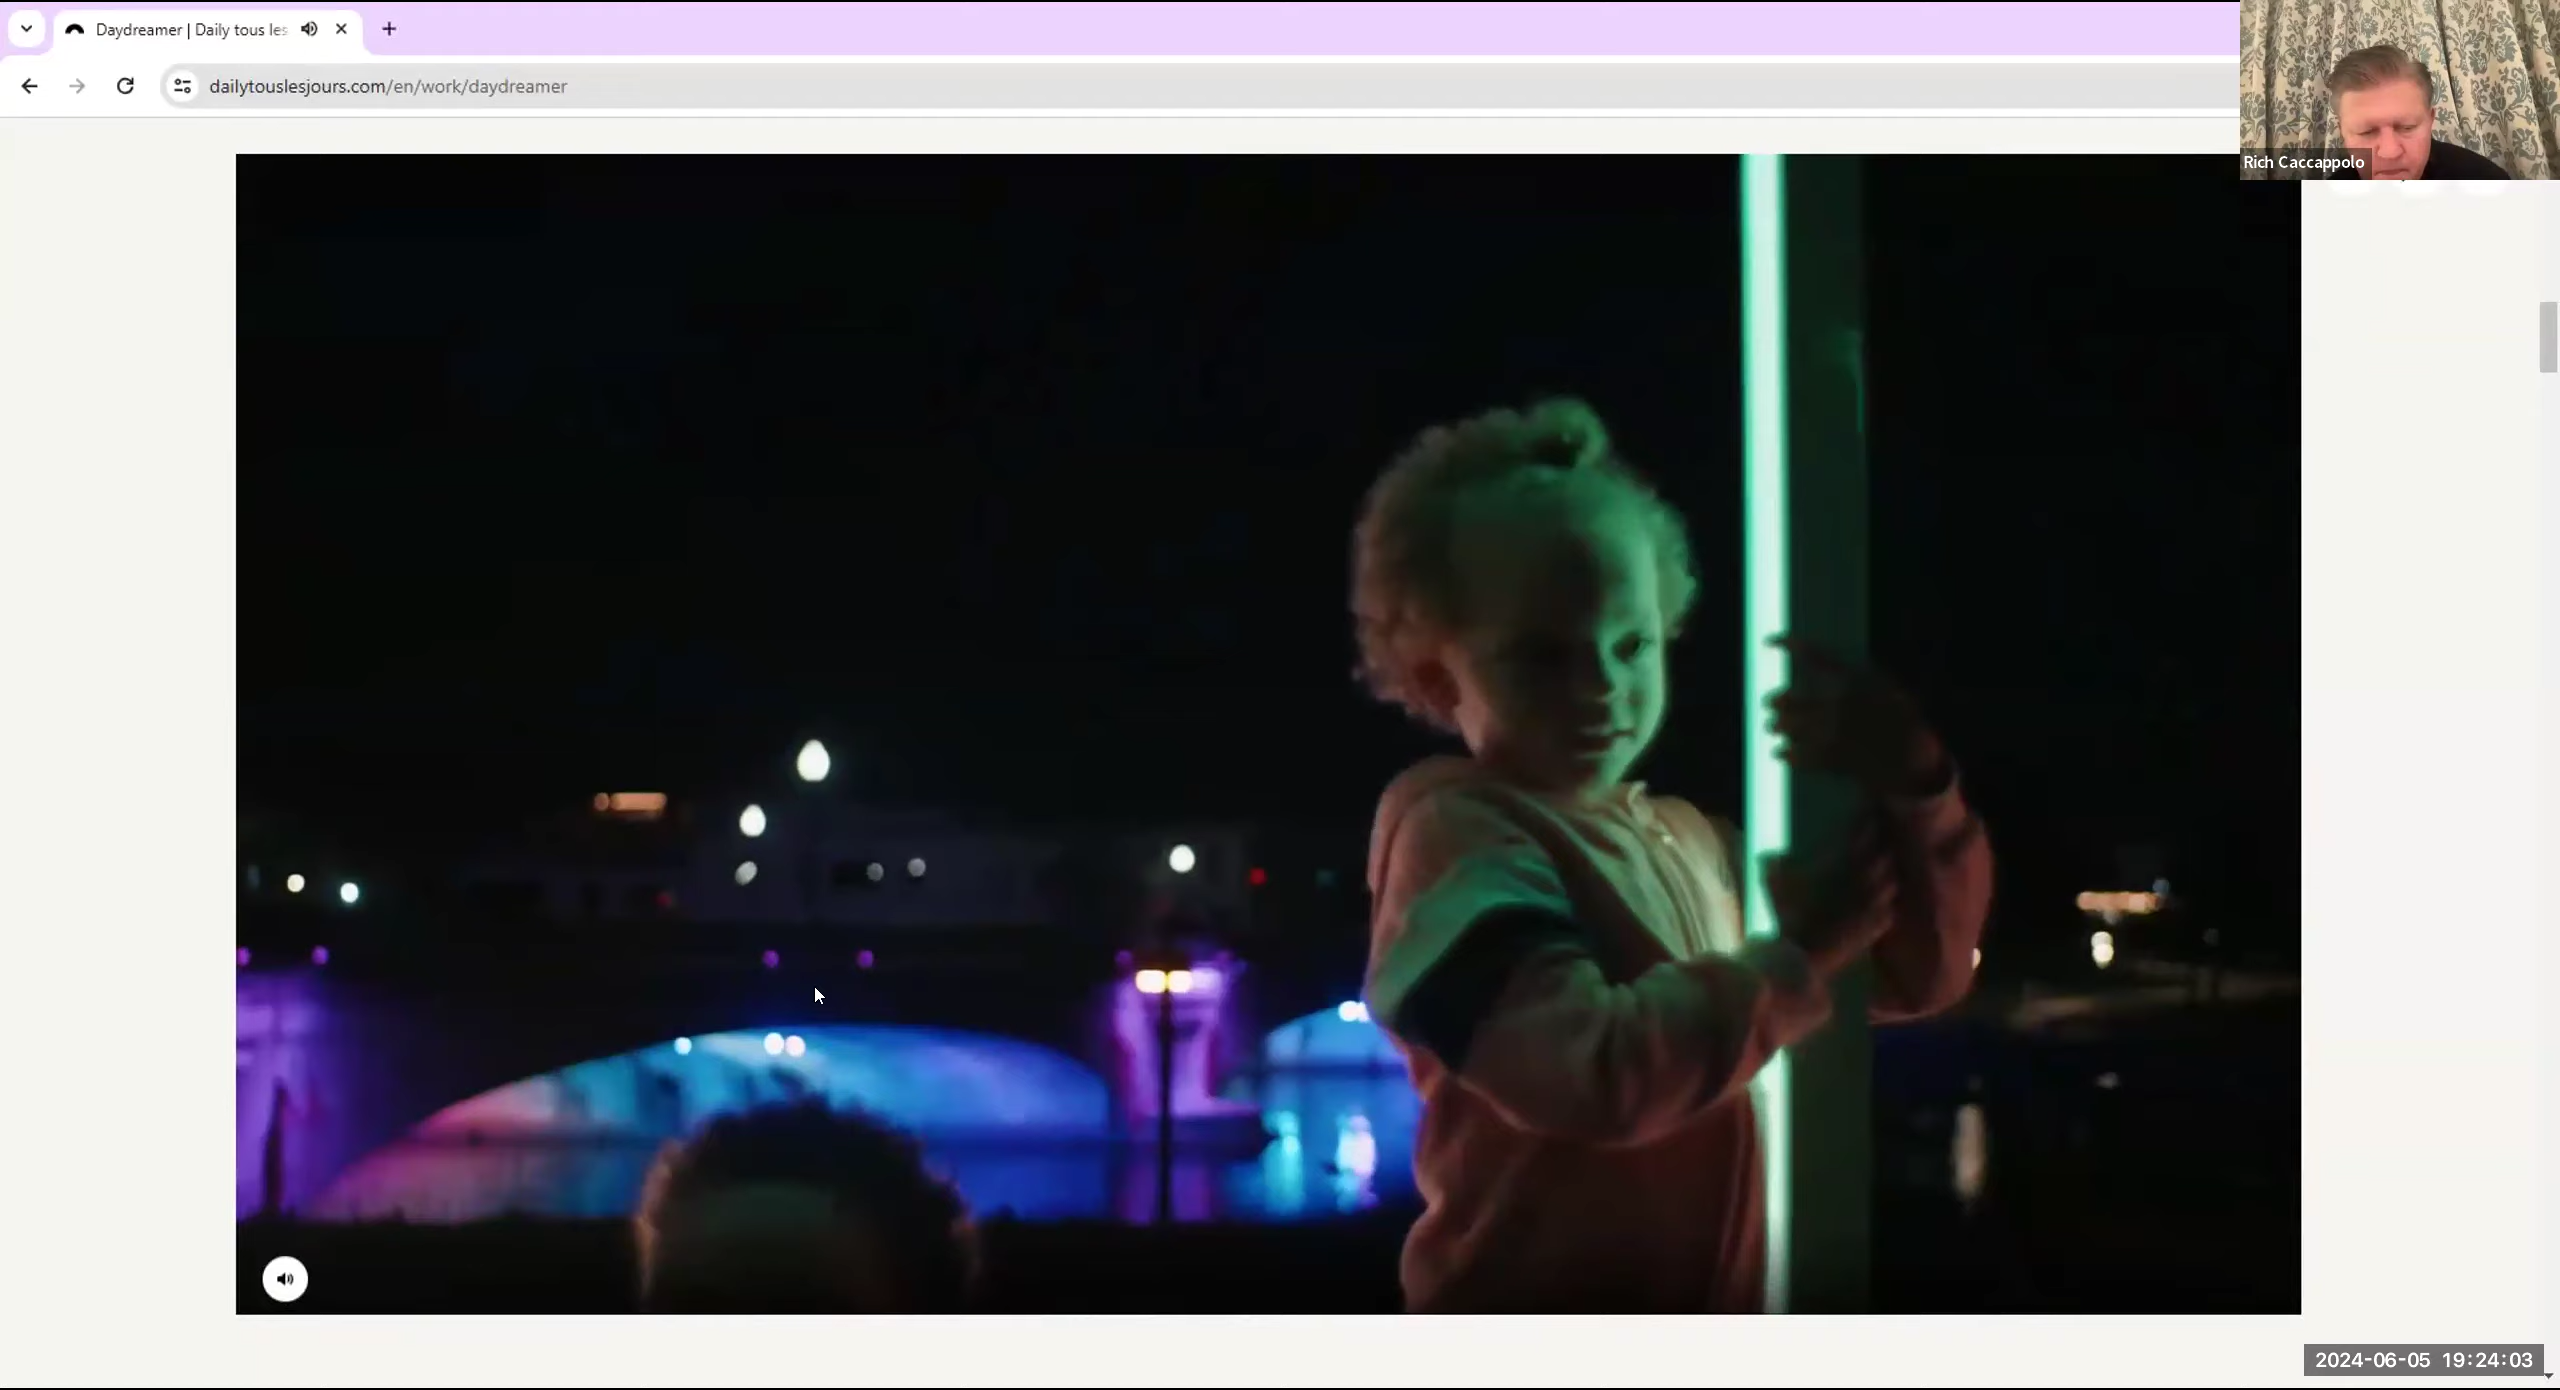 Daydreamer | Daily tous les
dailytouslesjours.com/en/work/daydreamer
Rich Caccappolo
2024-06-05 19:24:03